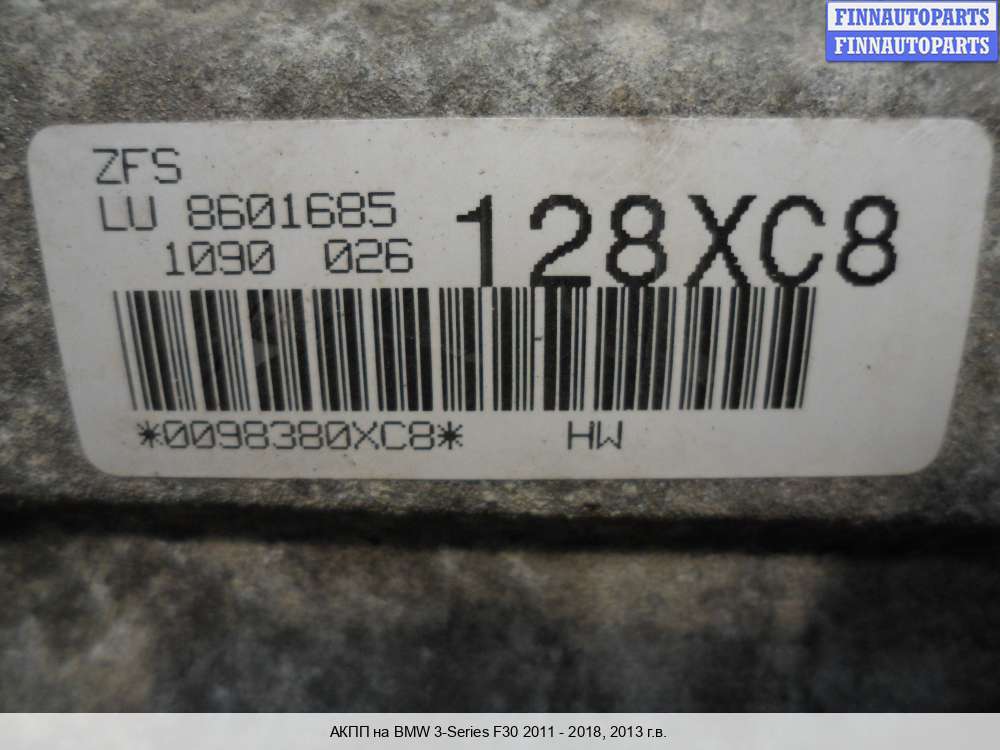 FINNAUTOPARTS
FINNAUTOPARTS
ZFS
LU 8601685
1090 026
128XC8
*0098380XC8*
HW
АКПП на BMW 3-Series F30 2011 - 2018, 2013 г.в.